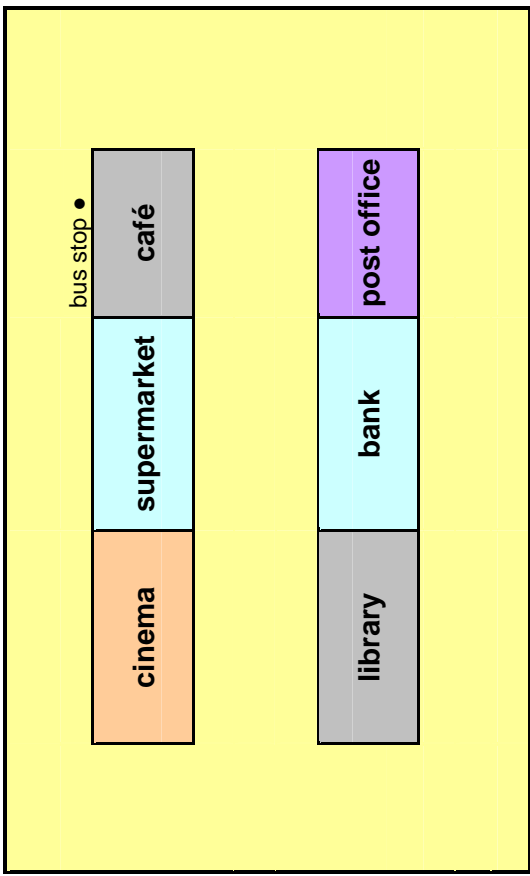 bus stop ●
cinema
supermarket
café
library
bank
post office